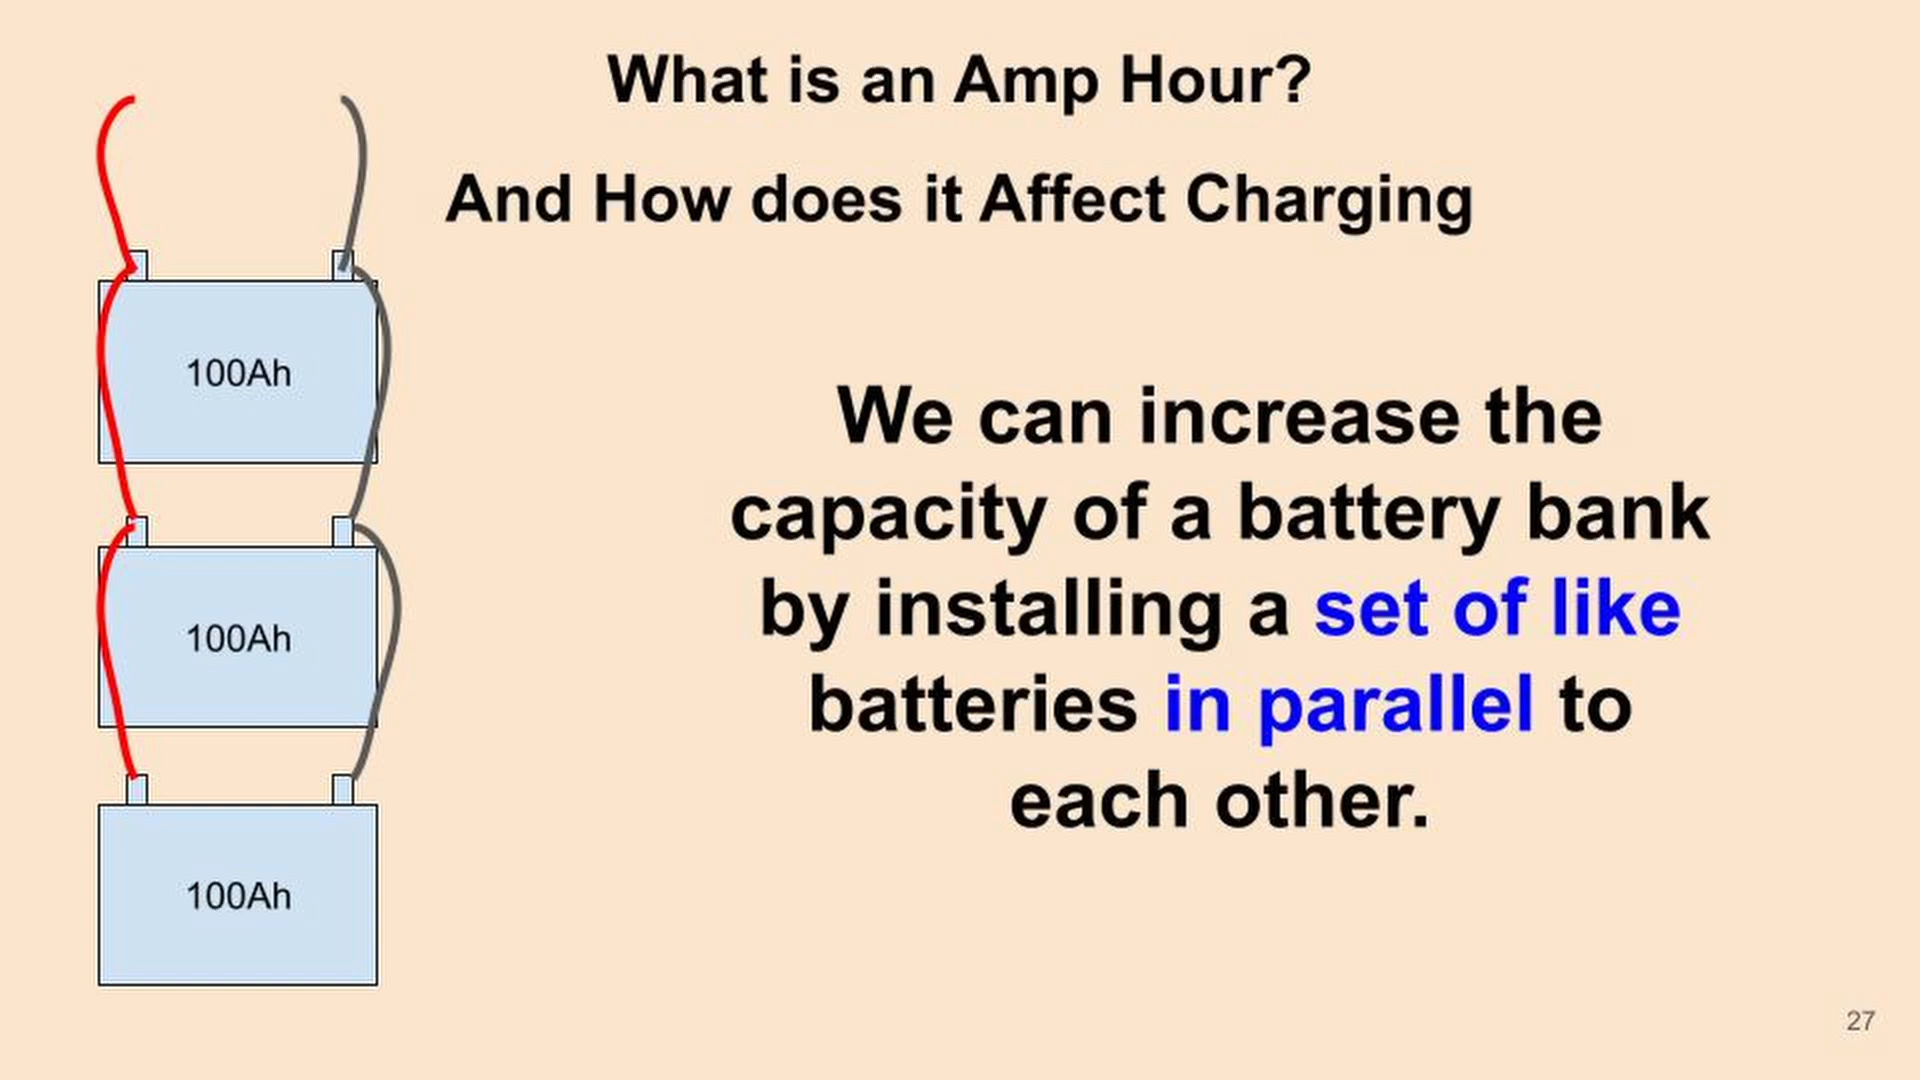 What is an Amp Hour?
And How does it Affect Charging
100Ah
100Ah
100Ah
We can increase the
capacity of a battery bank
by installing a set of like
batteries in parallel to
each other.
27